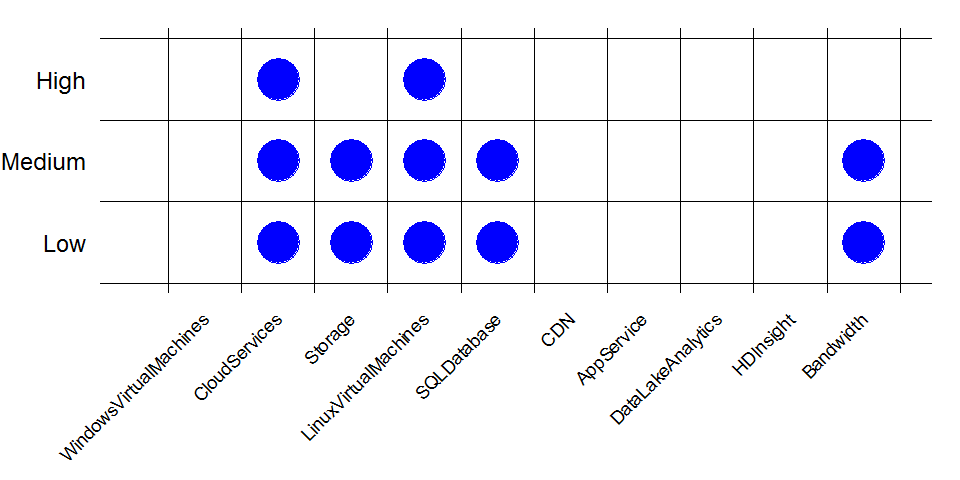 High
Medium
Low
WindowsVirtualMachines
CloudServices
Storage
LinuxVirtualMachines
SQLDatabase
CDN
AppService
DataLakeAnalytics
HDInsight
Bandwidth